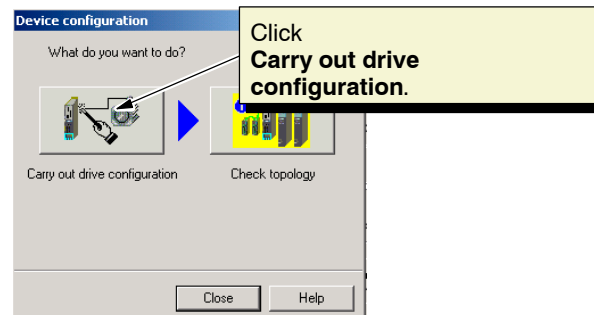 Device configuration
Click
Carry out drive
configuration.
What do you want to do?
Carry out drive configuration
Check topology
Close
Help